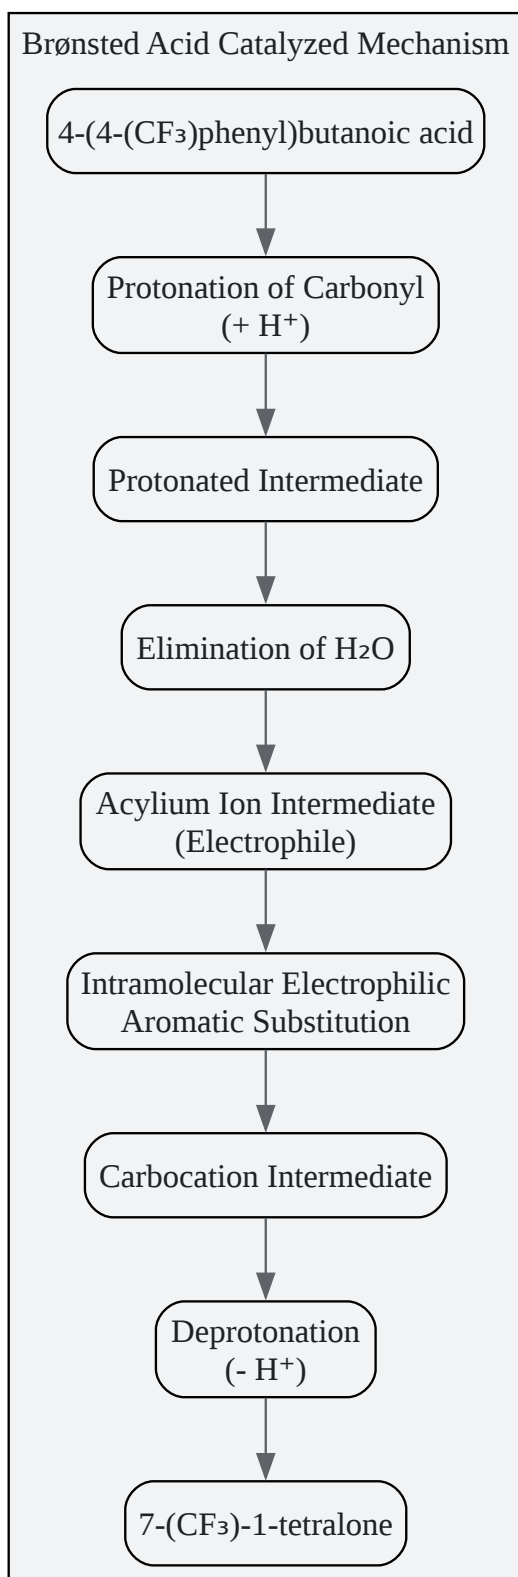 Brønsted Acid Catalyzed Mechanism
4-(4-(CF₃)phenyl)butanoic acid
Protonation of Carbonyl
(+ H⁺)
Protonated Intermediate
Elimination of H₂O
Acylium Ion Intermediate
(Electrophile)
Intramolecular Electrophilic
Aromatic Substitution
Carbocation Intermediate
Deprotonation
(- H⁺)
7-(CF₃)-1-tetralone